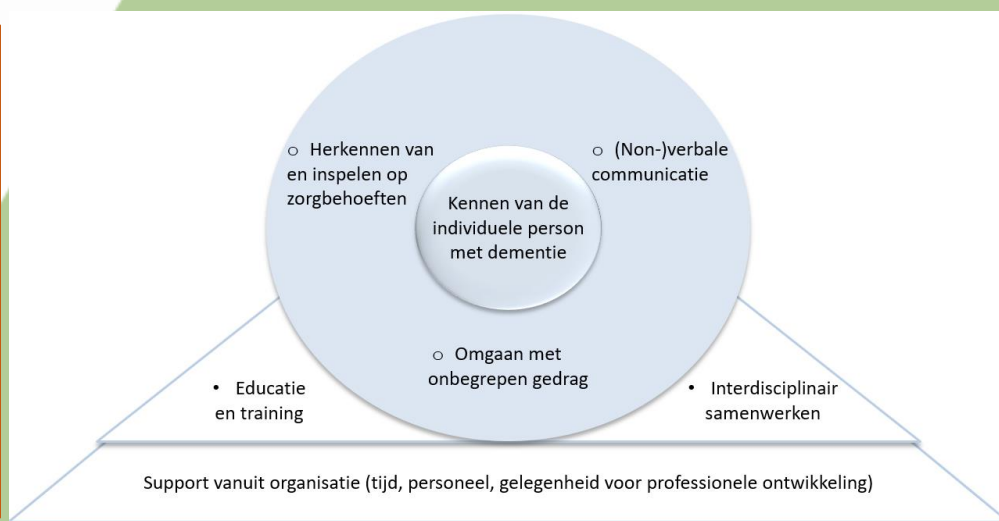 ○ Herkennen van
en inspelen op
zorgbehoeften
○ (Non-)verbale
communicatie
Kennen van de
individuele person
met dementie
○ Omgaan met
onbegrepen gedrag
• Educatie
en training
• Interdisciplinair
samenwerken
Support vanuit organisatie (tijd, personeel, gelegenheid voor professionele ontwikkeling)